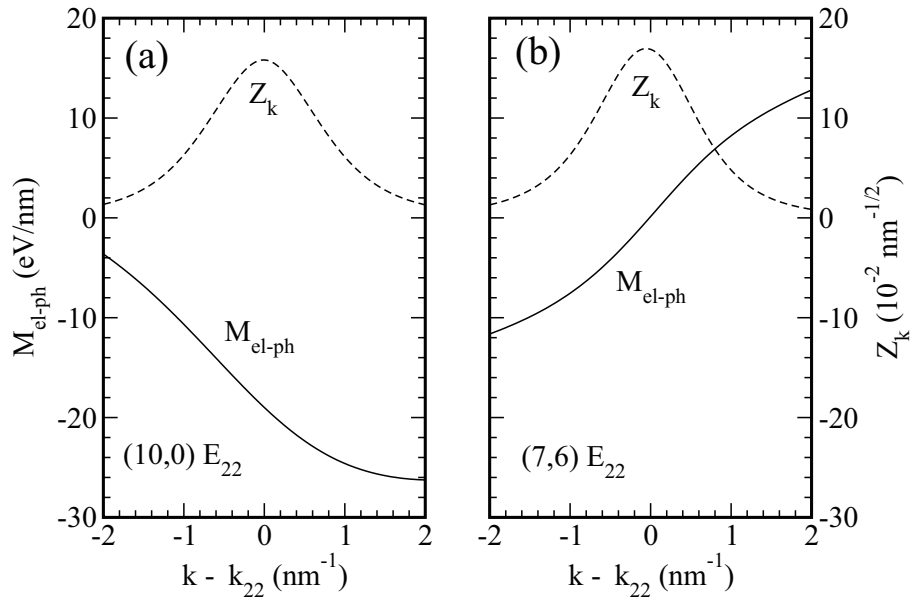 (a)
(b)
Z_k
Z_k
M_el-ph
M_el-ph
(10,0) E_22
(7,6) E_22
20
10
0
-10
-20
-30
20
10
0
-10
-20
-30
-2 -1 0 1 2
-2 -1 0 1 2
k - k_22 (nm^-1)
k - k_22 (nm^-1)
M_el-ph (eV/nm)
Z_k (10^-2 nm^-1/2)